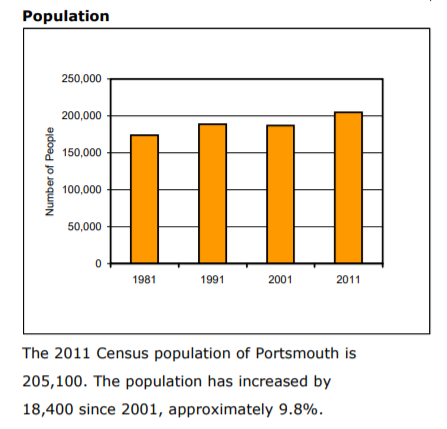 Population
250,000
200,000
150,000
100,000
50,000
0
Number of People
1981 1991 2001 2011
The 2011 Census population of Portsmouth is
205,100. The population has increased by
18,400 since 2001, approximately 9.8%.